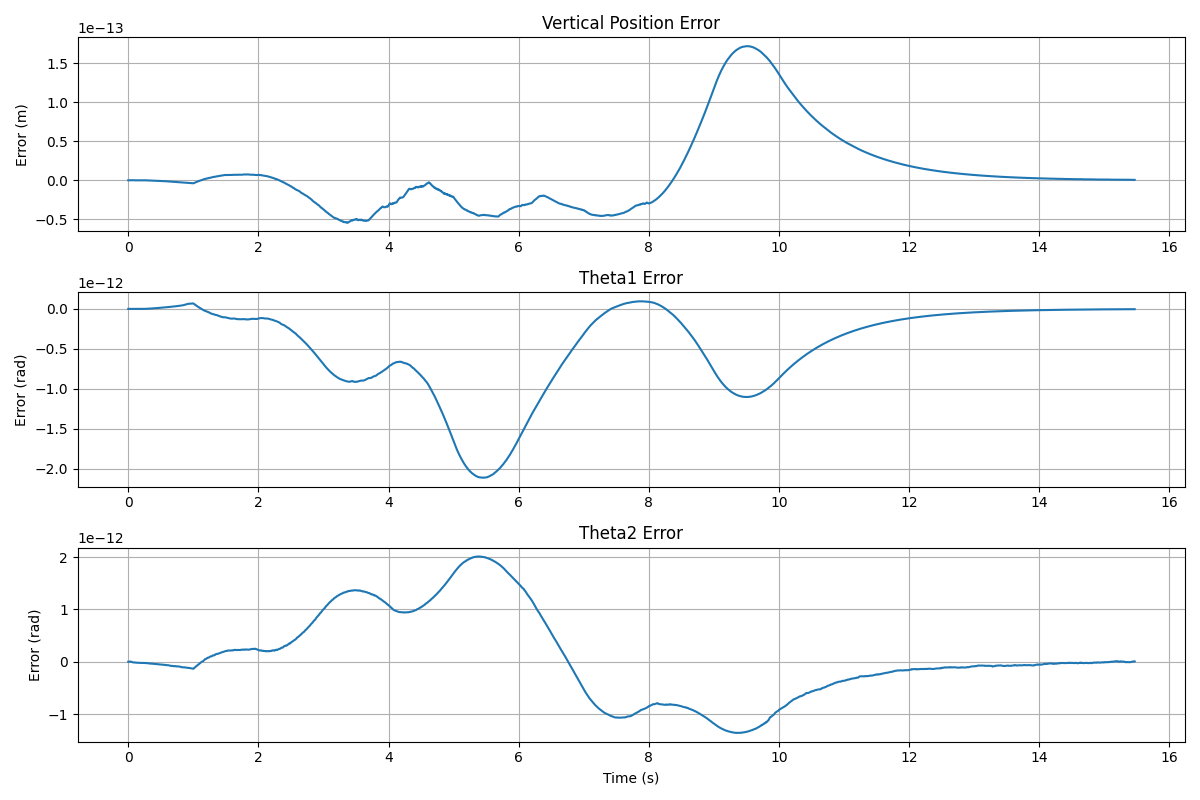 Vertical Position Error
1e−13
Error (m)
1.5
1.0
0.5
0.0
−0.5
0 2 4 6 8 10 12 14 16
Theta1 Error
1e−12
Error (rad)
0.0
−0.5
−1.0
−1.5
−2.0
0 2 4 6 8 10 12 14 16
Theta2 Error
1e−12
Error (rad)
2
1
0
−1
0 2 4 6 8 10 12 14 16
Time (s)